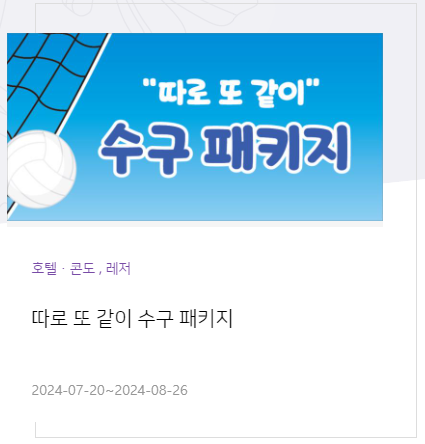 "따로 또 같이"
수구 패키지
호텔 · 콘도 , 레저
따로 또 같이 수구 패키지
2024-07-20~2024-08-26